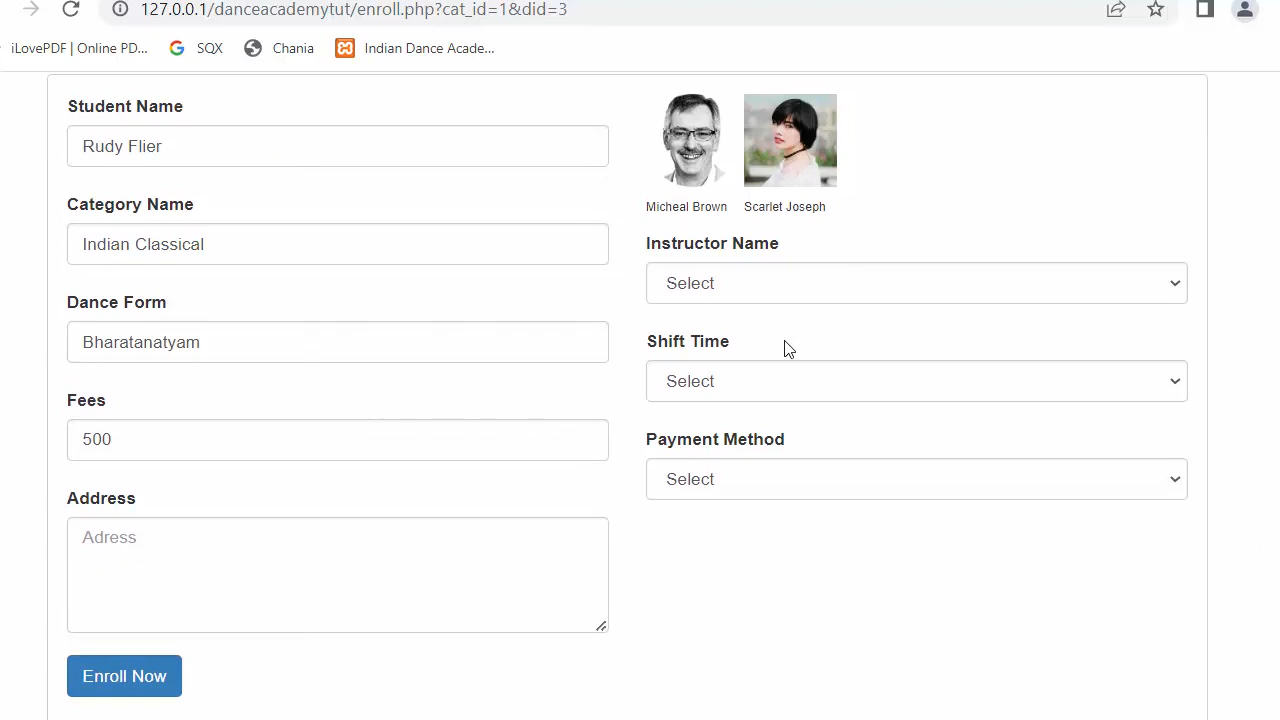 127.0.0.1/danceacademytut/enroll.php?cat_id=1&did=3
iLovePDF | Online PD...
SQX
Chania
Indian Dance Acade...
Student Name
Rudy Flier
Category Name
Indian Classical
Dance Form
Bharatanatyam
Fees
500
Address
Adress
Enroll Now
Micheal Brown
Scarlet Joseph
Instructor Name
Select
Shift Time
Select
Payment Method
Select